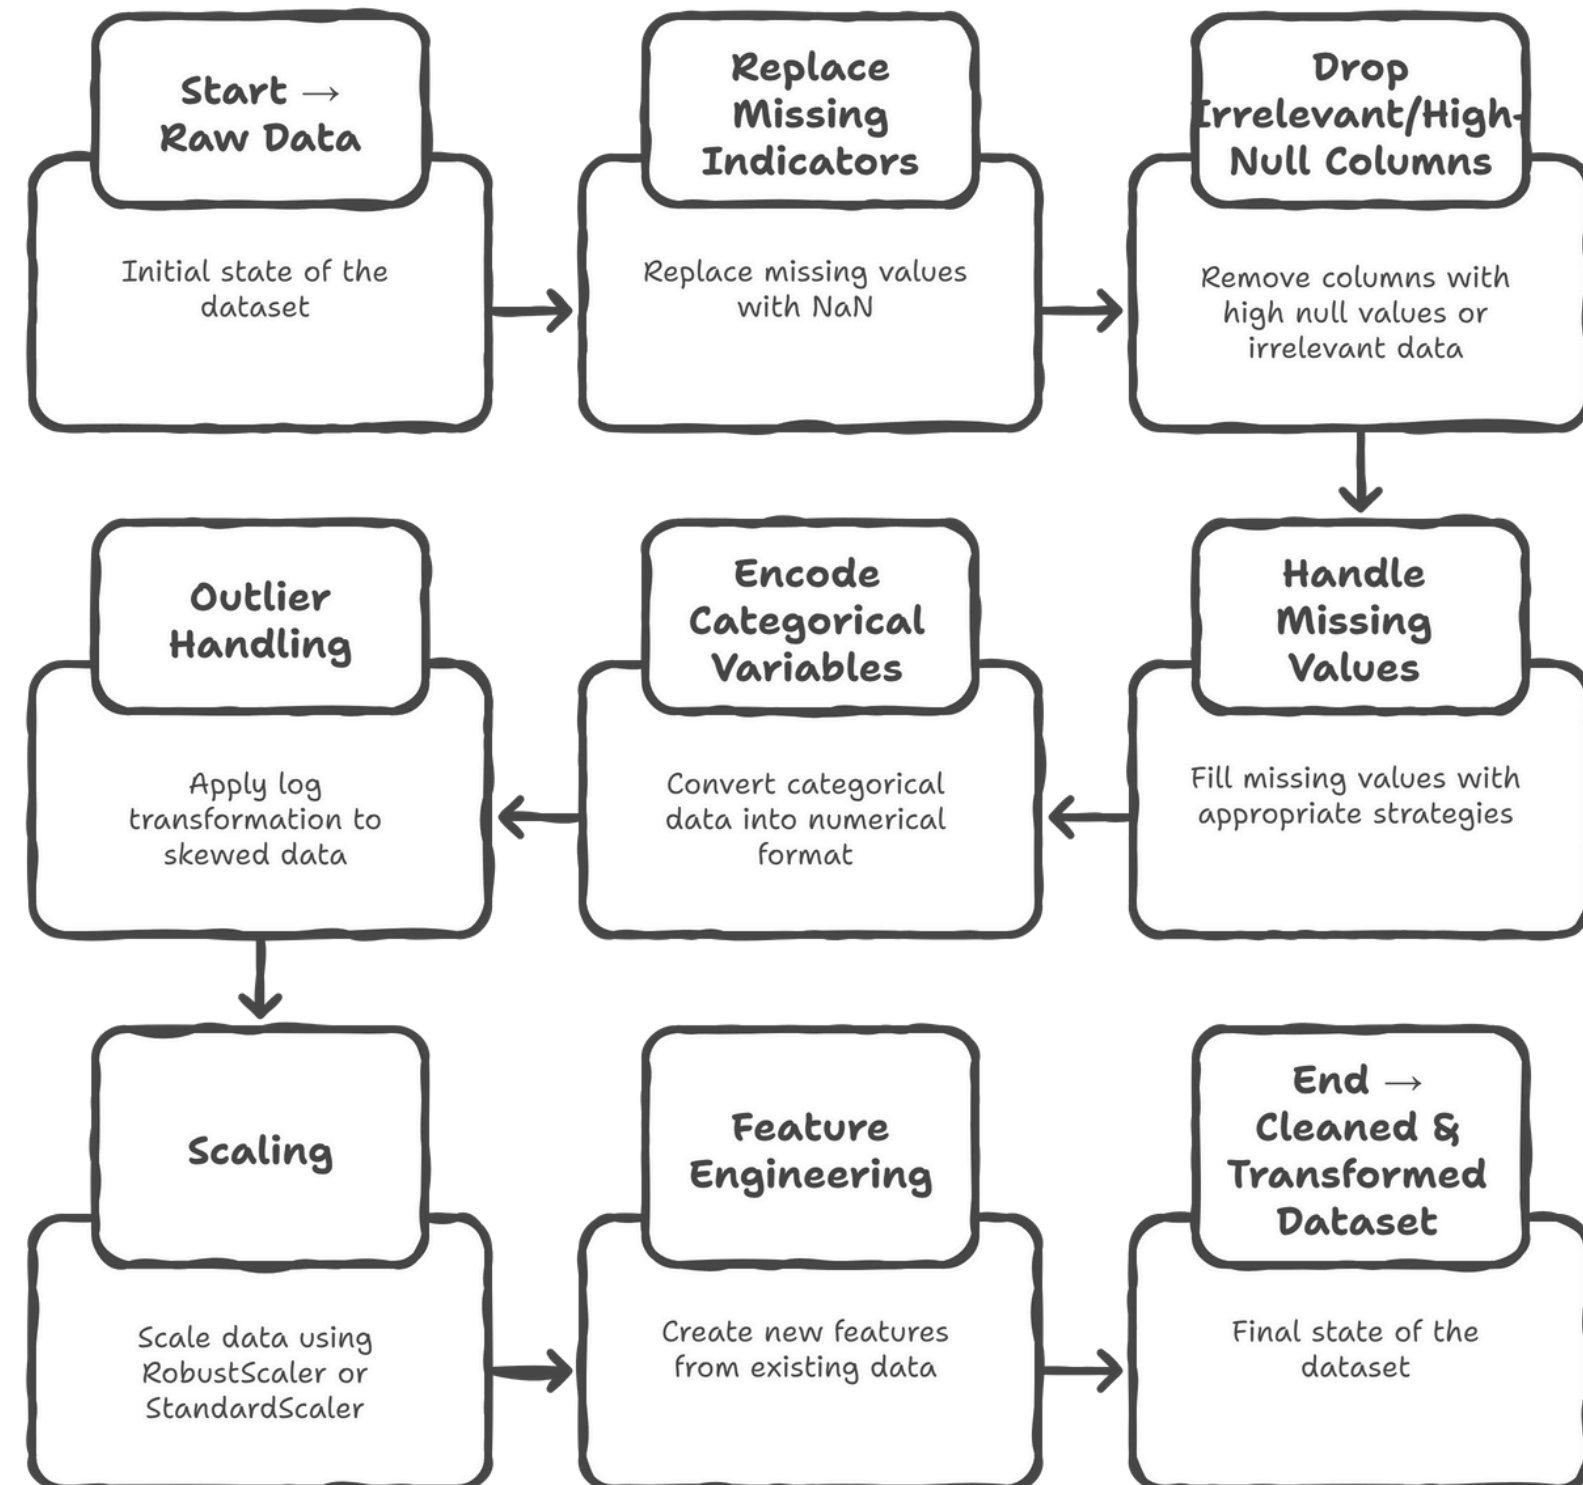 Start →
Raw Data
Initial state of the
dataset
Replace
Missing
Indicators
Replace missing values
with NaN
Drop
Irrelevant/High-
Null Columns
Remove columns with
high null values or
irrelevant data
Handle
Missing
Values
Fill missing values with
appropriate strategies
Encode
Categorical
Variables
Convert categorical
data into numerical
format
Outlier
Handling
Apply log
transformation to
skewed data
Scaling
Scale data using
RobustScaler or
StandardScaler
Feature
Engineering
Create new features
from existing data
End →
Cleaned &
Transformed
Dataset
Final state of the
dataset